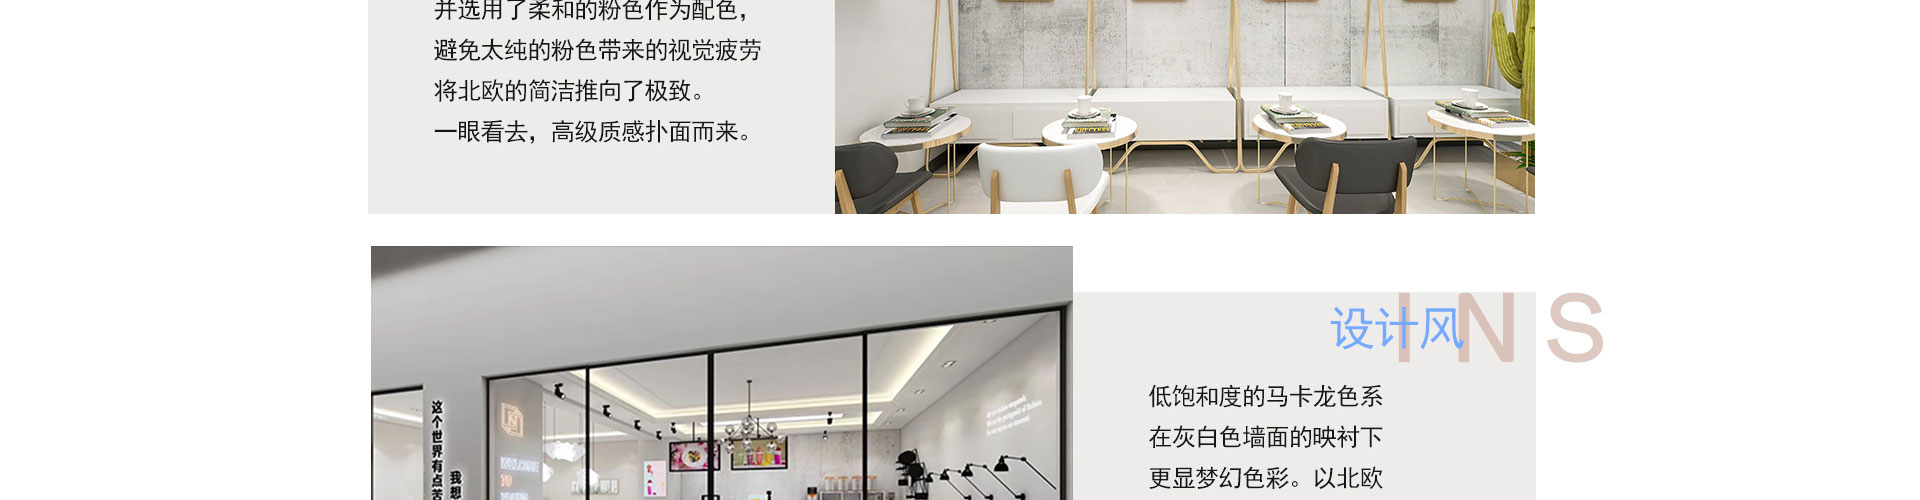 并选用了柔和的粉色作为配色，
避免太纯的粉色带来的视觉疲劳
将北欧的简洁推向了极致。
一眼看去，高级质感扑面而来。
INS
设计风
低饱和度的马卡龙色系
在灰白色墙面的映衬下
更显梦幻色彩。以北欧
这个世界有点苦
我想
WELCOME
TO